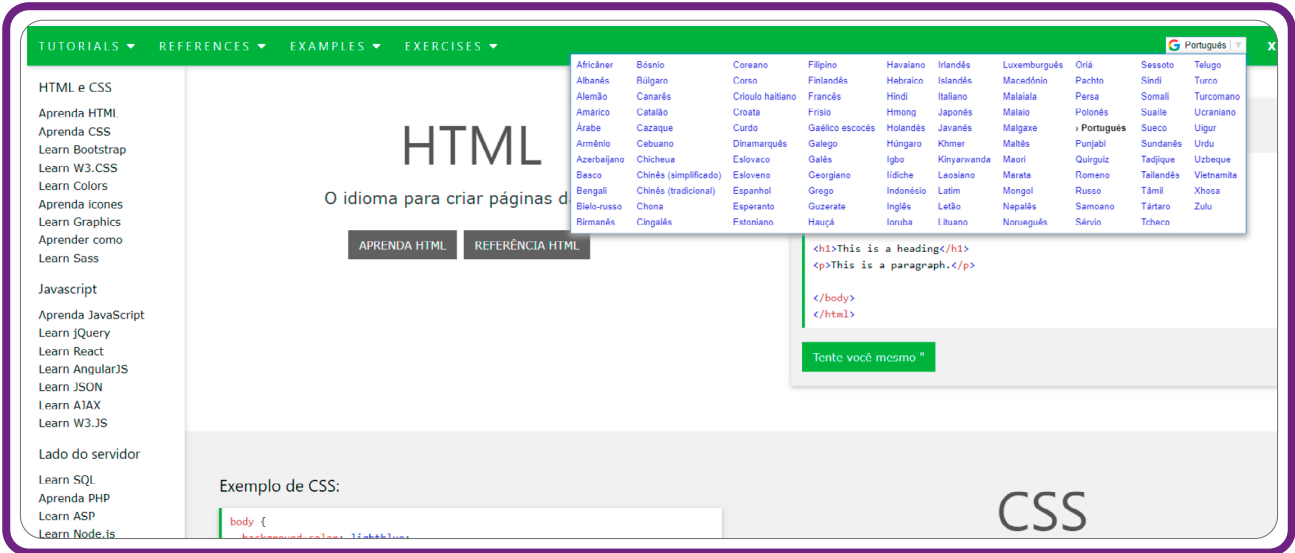 TUTORIALS REFERENCES EXAMPLES EXERCISES
Português
X
HTML e CSS
Aprenda HTML
Aprenda CSS
Learn Bootstrap
Learn W3.CSS
Learn Colors
Aprenda ícones
Learn Graphics
Aprender como
Learn Sass
Javascript
Aprenda JavaScript
Learn jQuery
Learn React
Learn AngularJS
Learn JSON
Learn AJAX
Learn W3.JS
Lado do servidor
Learn SQL
Aprenda PHP
Learn ASP
Learn Node.js
HTML
O idioma para criar páginas d
APRENDA HTML REFERÊNCIA HTML
Africâner Bósnio Coreano Filipino Havaiano Irlandês Luxemburguês Oriá Sessoto Telugo
Albanês Búlgaro Corso Finlandês Hebraico Islandês Macedônio Pachto Sindi Turco
Alemão Canarês Crioulo haitiano Francês Hindi Italiano Malaiala Persa Somali Turcomano
Amárico Catalão Croata Frísio Hmong Japonês Malaio Polonês Suaíle Ucraniano
Árabe Cazaque Curdo Gaélico escocês Holandês Javanês Malgaxe › Português Sueco Uigur
Armênio Cebuano Dinamarquês Galego Húngaro Khmer Maltês Punjabi Sundanês Urdu
Azerbaijano Chicheua Eslovaco Galês Igbo Kinyarwanda Maori Quirguiz Tadjique Uzbeque
Basco Chinês (simplificado) Esloveno Georgiano Iídiche Laosiano Marata Romeno Tailandês Vietnamita
Bengali Chinês (tradicional) Espanhol Grego Indonésio Latim Mongol Russo Tâmil Xhosa
Bielo-russo Chona Esperanto Guzerate Inglês Letão Nepalês Samoano Tártaro Zulu
Birmanês Cingalês Estoniano Hauçá Ioruba Lituano Norueguês Sérvio Tcheco
<h1>This is a heading</h1>
<p>This is a paragraph.</p>
</body>
</html>
Tente você mesmo "
Exemplo de CSS:
body {
background-color: lightblue;
CSS